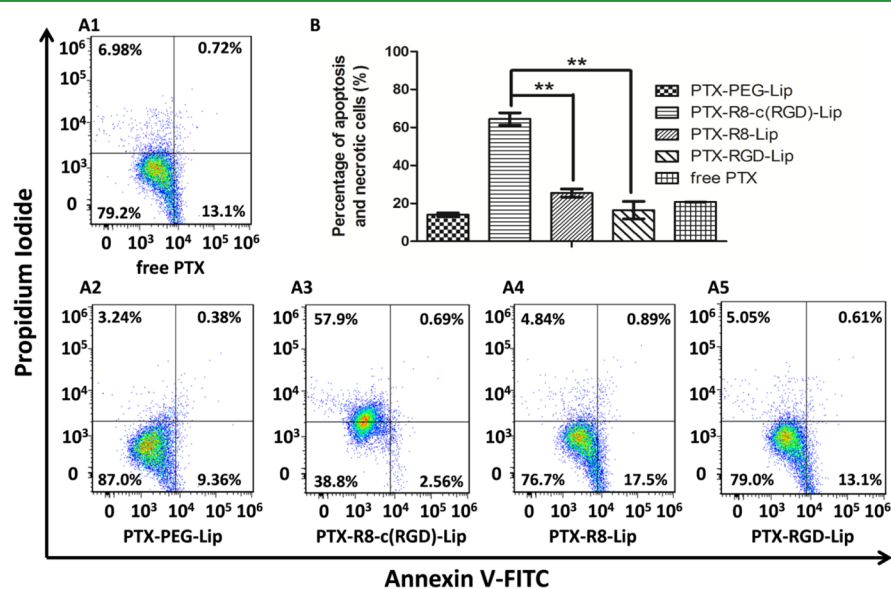 A1
B
10⁶
6.98%
0.72%
10⁵
10⁴
10³
0
79.2%
13.1%
0 10³ 10⁴ 10⁵ 10⁶
free PTX
Percentage of apoptosis
and necrotic cells (%)
100
80
60
40
20
0
**
**
PTX-PEG-Lip
PTX-R8-c(RGD)-Lip
PTX-R8-Lip
PTX-RGD-Lip
free PTX
Propidium Iodide
A2
10⁶
3.24%
0.38%
10⁵
10⁴
10³
0
87.0%
9.36%
0 10³ 10⁴ 10⁵ 10⁶
PTX-PEG-Lip
A3
10⁶
57.9%
0.69%
10⁵
10⁴
10³
0
38.8%
2.56%
0 10³ 10⁴ 10⁵ 10⁶
PTX-R8-c(RGD)-Lip
A4
10⁶
4.84%
0.89%
10⁵
10⁴
10³
0
76.7%
17.5%
0 10³ 10⁴ 10⁵ 10⁶
PTX-R8-Lip
A5
10⁶
5.05%
0.61%
10⁵
10⁴
10³
0
79.0%
13.1%
0 10³ 10⁴ 10⁵ 10⁶
PTX-RGD-Lip
Annexin V-FITC